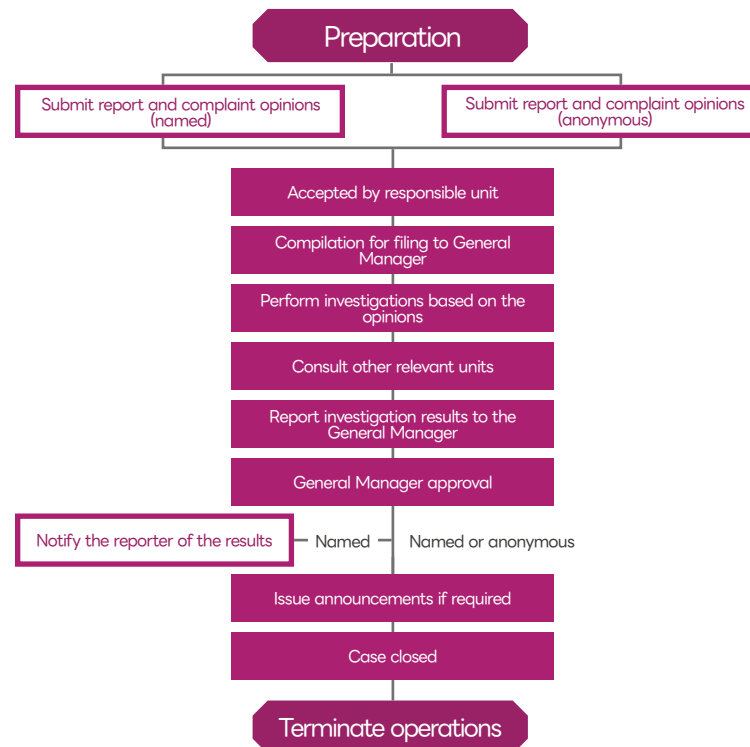 Preparation
Submit report and complaint opinions
(named)
Submit report and complaint opinions
(anonymous)
Accepted by responsible unit
Compilation for filing to General
Manager
Perform investigations based on the
opinions
Consult other relevant units
Report investigation results to the
General Manager
General Manager approval
Notify the reporter of the results
Named
Named or anonymous
Issue announcements if required
Case closed
Terminate operations